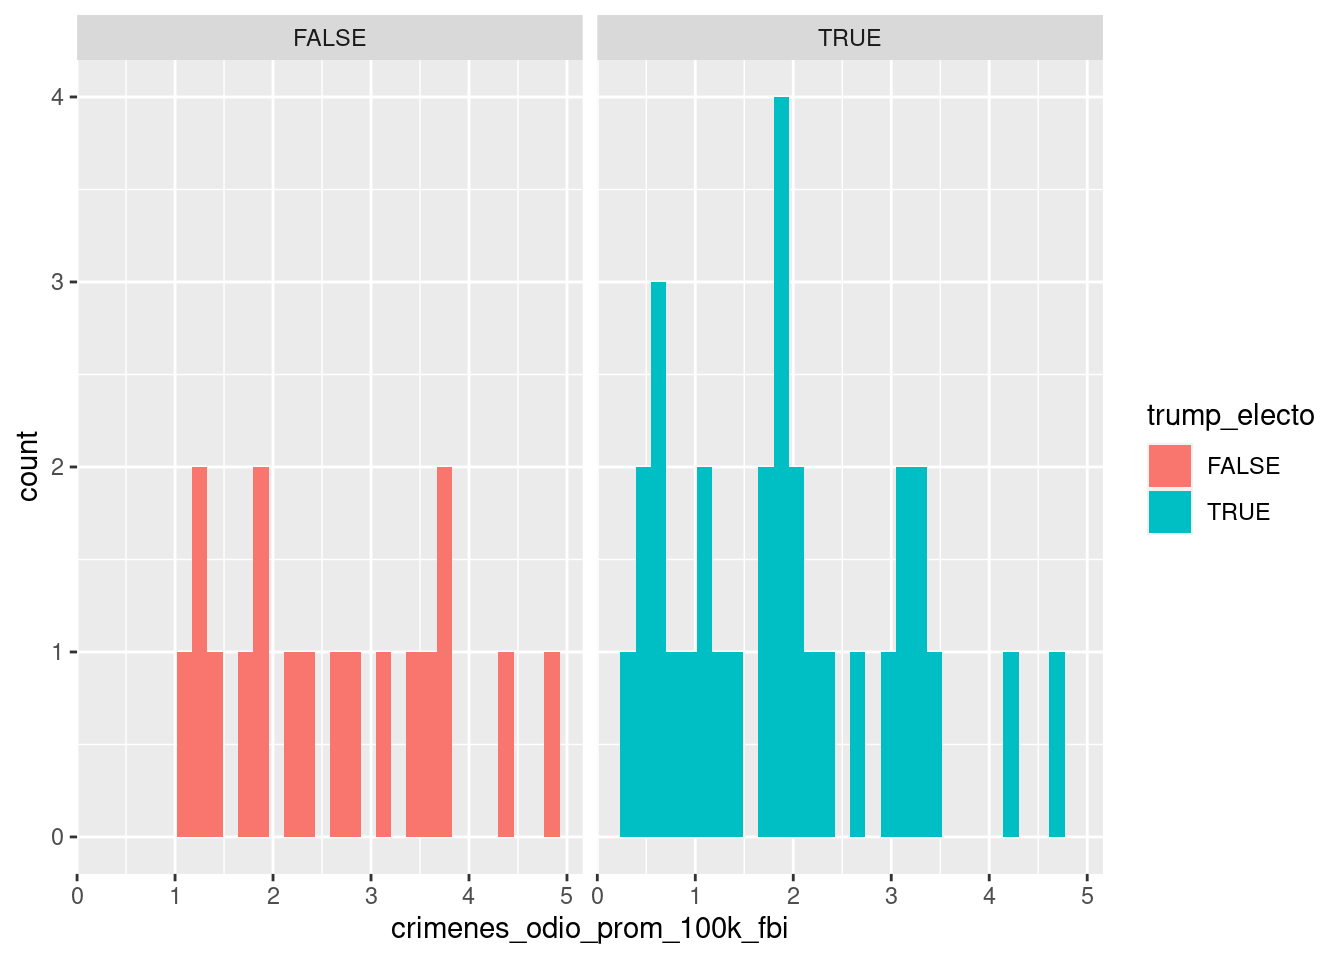 FALSE
TRUE
4
3
2
1
0
count
0 1 2 3 4 5
0 1 2 3 4 5
crimenes_odio_prom_100k_fbi
trump_electo
FALSE
TRUE